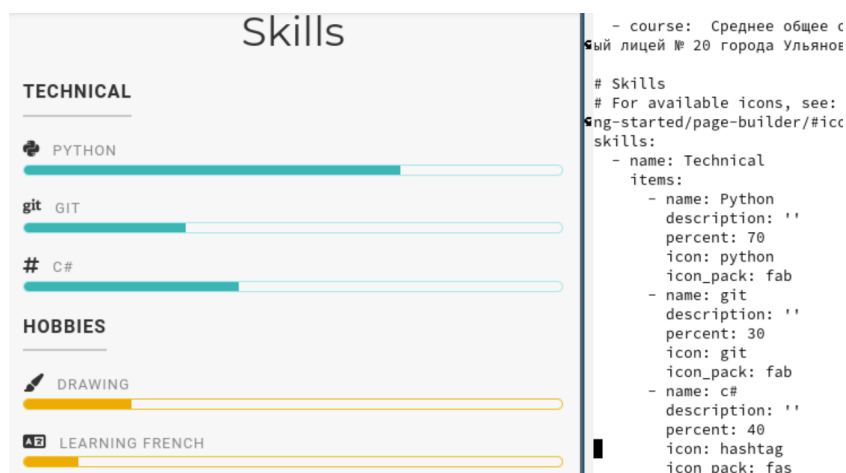 Skills
TECHNICAL
PYTHON
git GIT
# C#
HOBBIES
DRAWING
LEARNING FRENCH
- course:  Среднее общее
ый лицей № 20 города Ульянов
# Skills
# For available icons, see:
ng-started/page-builder/#ico
skills:
- name: Technical
items:
- name: Python
description: ''
percent: 70
icon: python
icon_pack: fab
- name: git
description: ''
percent: 30
icon: git
icon_pack: fab
- name: c#
description: ''
percent: 40
icon: hashtag
icon_pack: fas